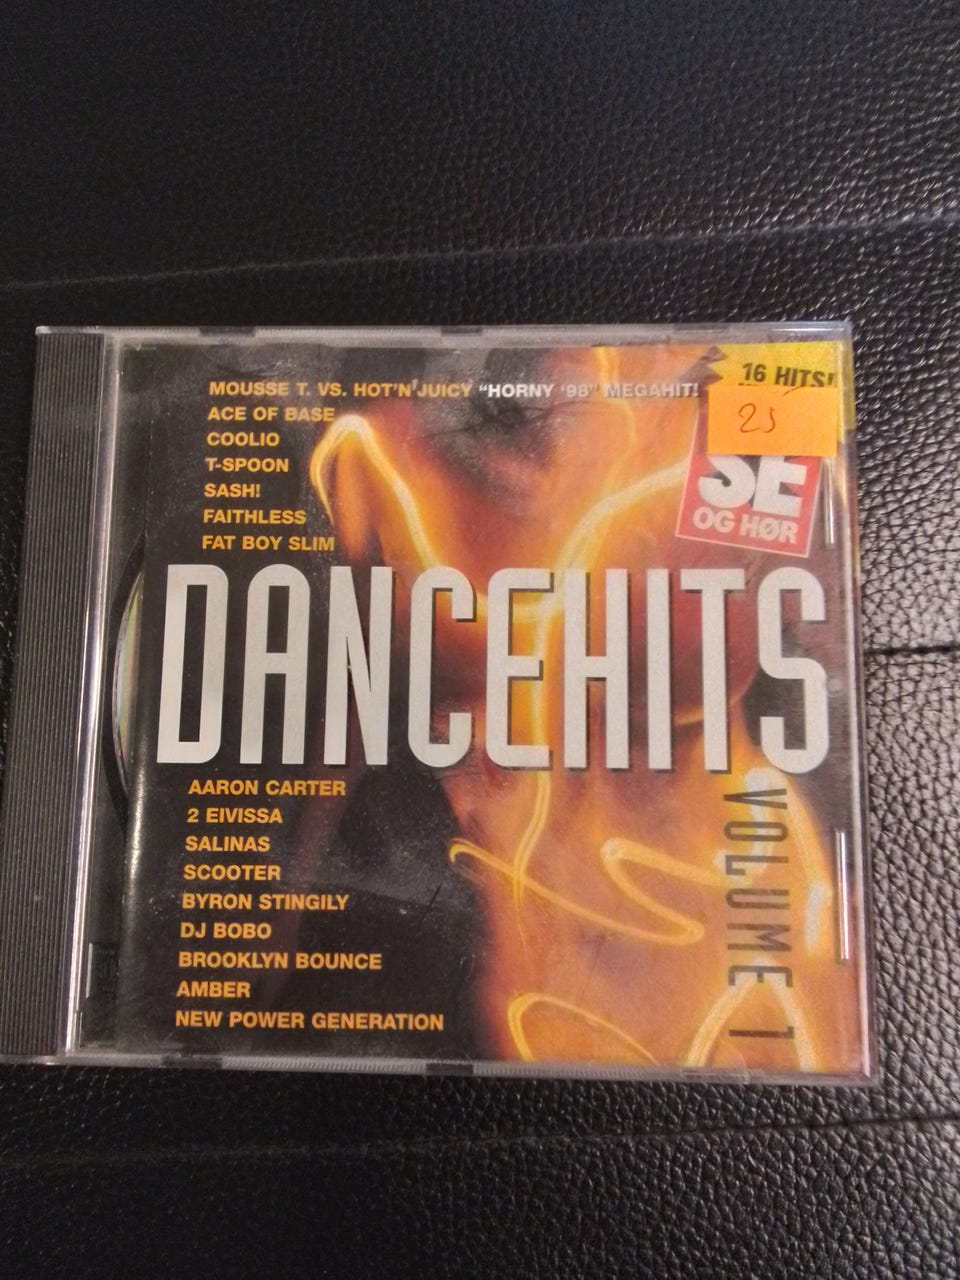 MOUSSE T. VS. HOT'N'JUICY "HORNY '98" MEGAHIT!
ACE OF BASE
COOLIO
T-SPOON
SASH!
FAITHLESS
FAT BOY SLIM
16 HITS!
25
SE
OG HØR
DANCEHITS
VOLUME 1
AARON CARTER
2 EIVISSA
SALINAS
SCOOTER
BYRON STINGILY
DJ BOBO
BROOKLYN BOUNCE
AMBER
NEW POWER GENERATION